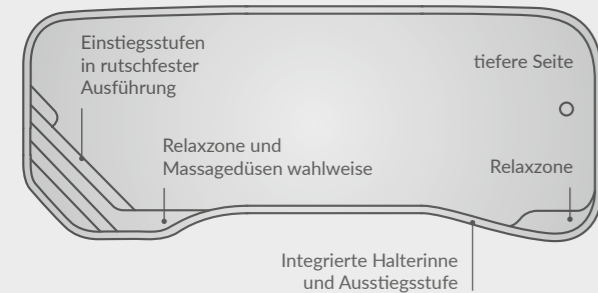 Einstiegsstufen
in rutschfester
Ausführung
tiefere Seite
Relaxzone und
Massagedüsen wahlweise
Relaxzone
Integrierte Halterinne
und Ausstiegsstufe